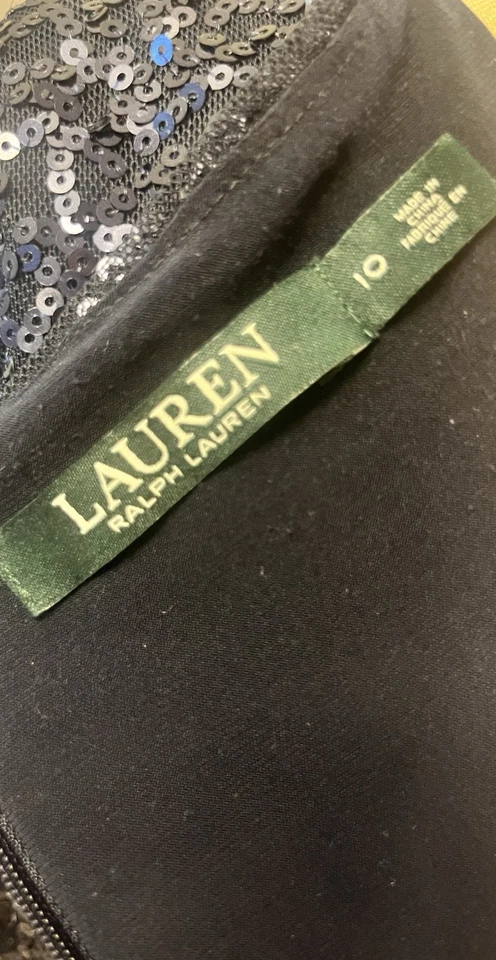 LAUREN
RALPH LAUREN
10
MADE IN
CHINA
FABRIQUÉ EN
CHINE